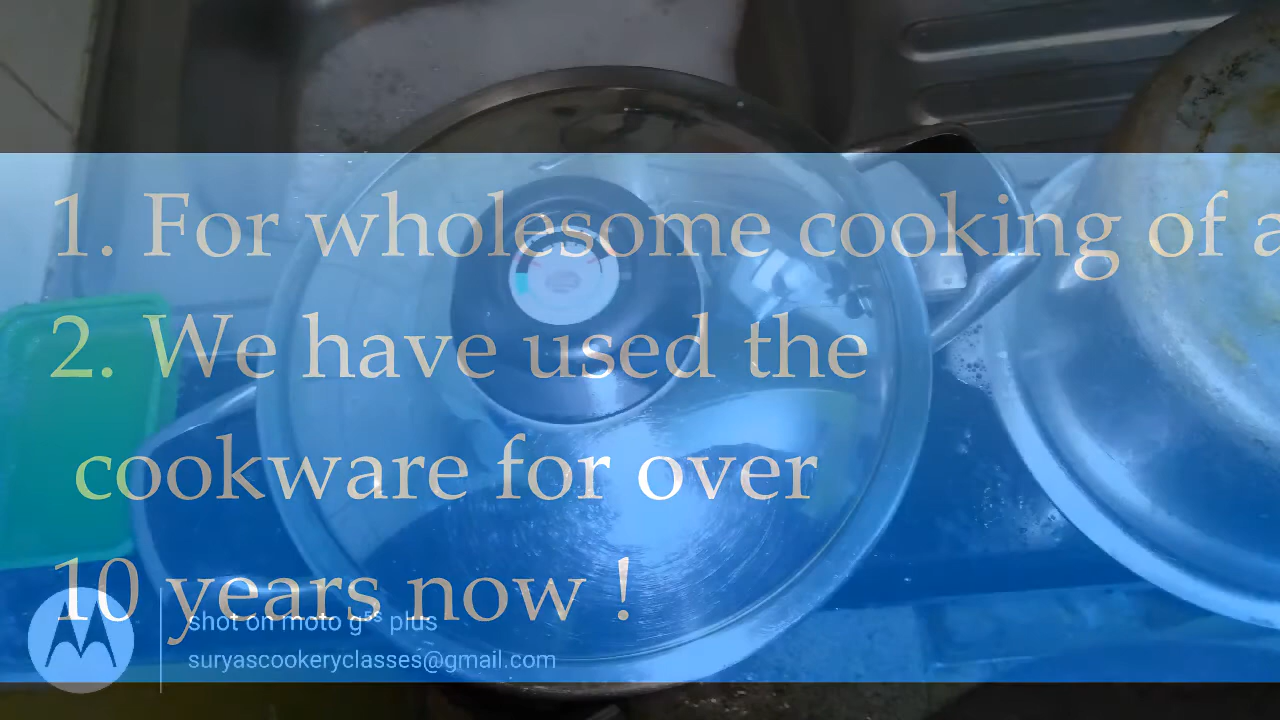 1. For wholesome cooking of a
2. We have used the
cookware for over
10 years now !
shot on moto g⁵ˢ plus
suryascookeryclasses@gmail.com